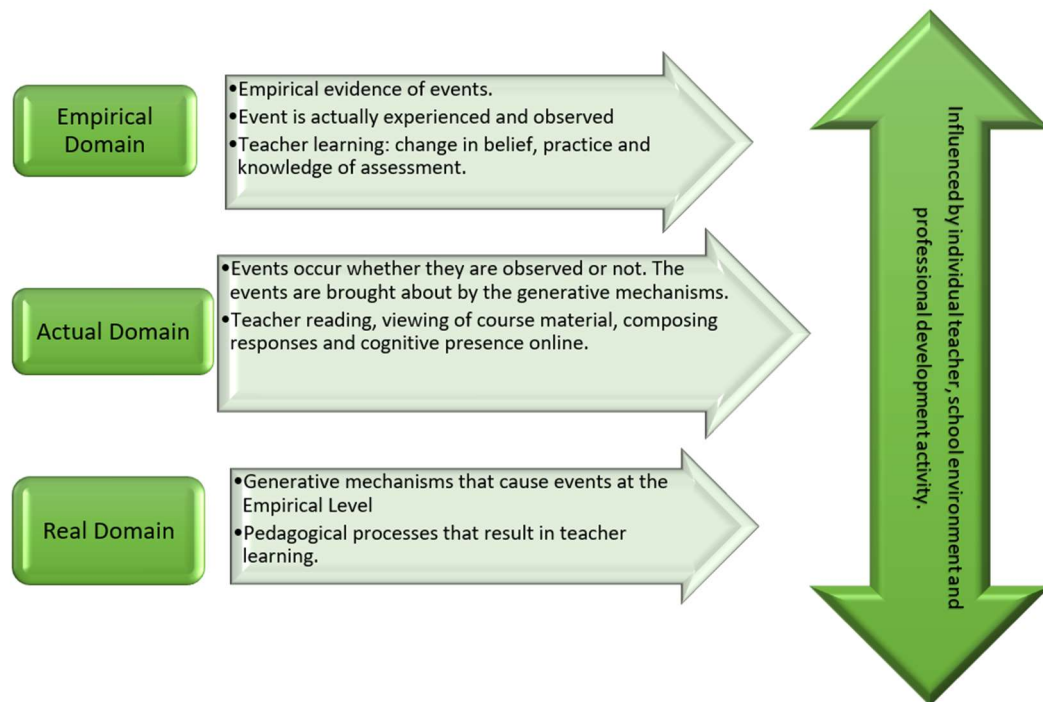 Empirical
Domain
•Empirical evidence of events.
•Event is actually experienced and observed
•Teacher learning: change in belief, practice and
knowledge of assessment.
Actual Domain
•Events occur whether they are observed or not. The
events are brought about by the generative mechanisms.
•Teacher reading, viewing of course material, composing
responses and cognitive presence online.
Real Domain
•Generative mechanisms that cause events at the
Empirical Level
•Pedagogical processes that result in teacher
learning.
Influenced by individual teacher, school environment and
professional development activity.